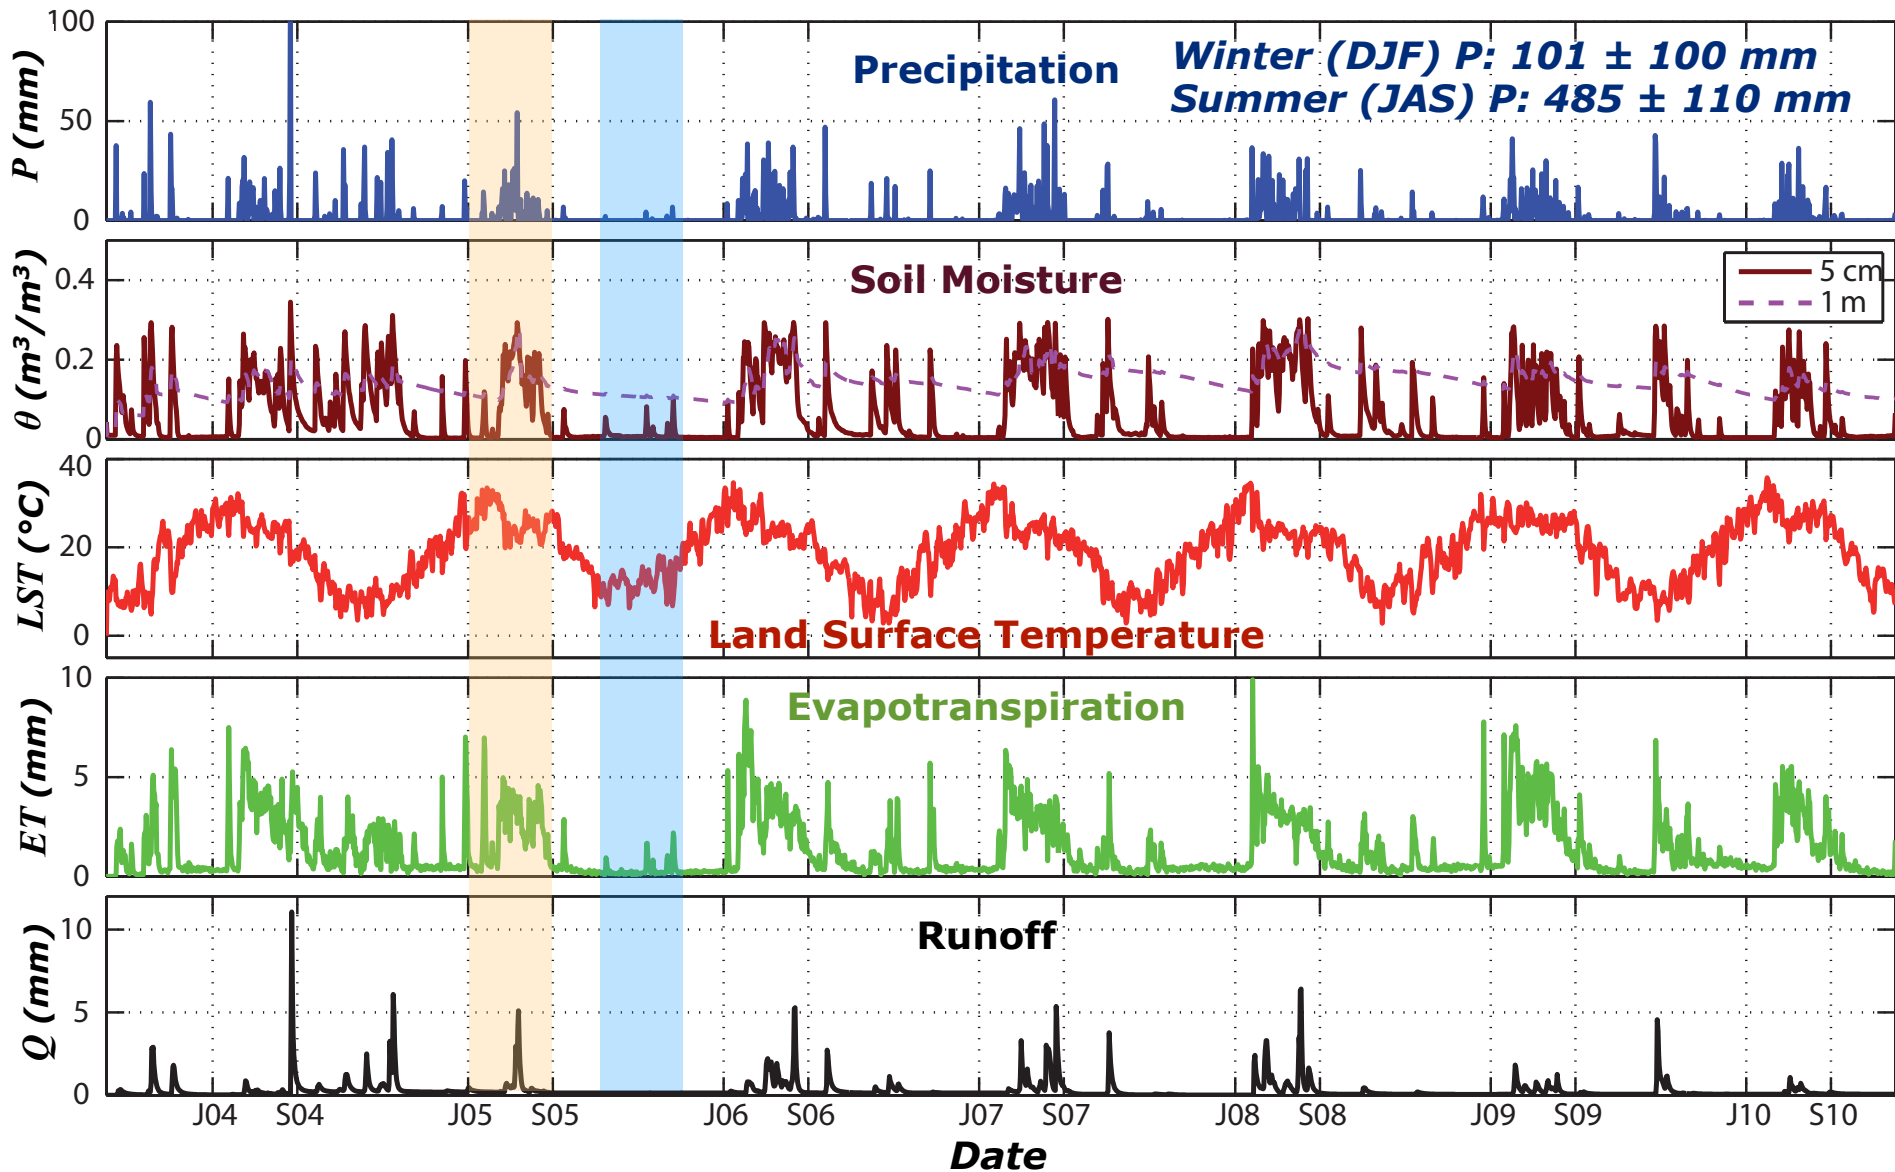 100
50
0
P (mm)
Precipitation
Winter (DJF) P: 101 ± 100 mm
Summer (JAS) P: 485 ± 110 mm
0.4
0.2
0
θ (m³/m³)
Soil Moisture
5 cm
1 m
40
20
0
LST (°C)
Land Surface Temperature
10
5
0
ET (mm)
Evapotranspiration
10
5
0
Q (mm)
Runoff
J04 S04 J05 S05 J06 S06 J07 S07 J08 S08 J09 S09 J10 S10
Date